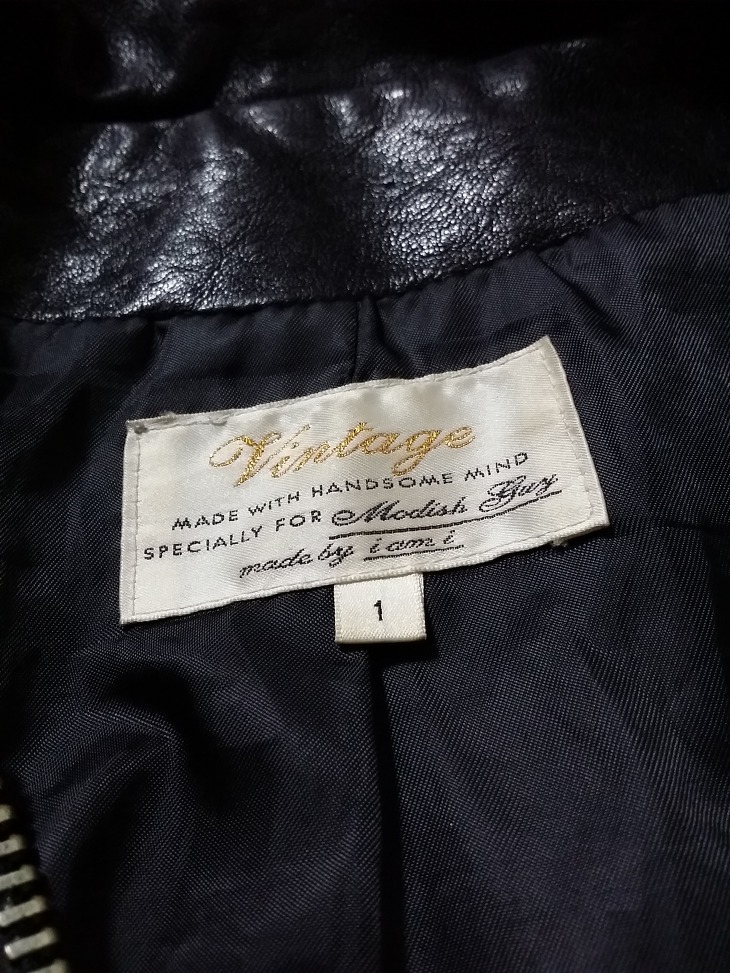 Vintage
MADE WITH HANDSOME MIND
SPECIALLY FOR Modish Guy
made by i am i
1